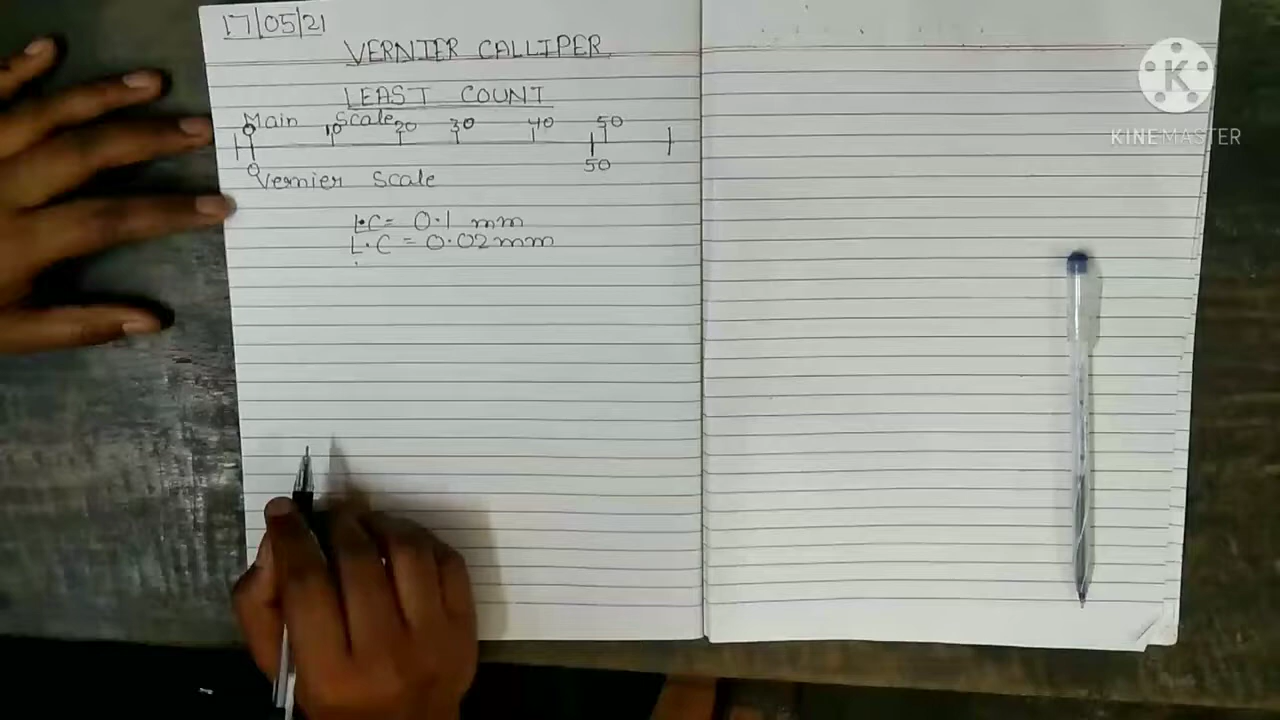 17/05/21
VERNIER CALLIPER
LEAST COUNT
Main Scale
0 10 20 30 40 50
0 50
Vernier Scale
L.C = 0.1 mm
L.C = 0.02 mm
K
KINEMASTER